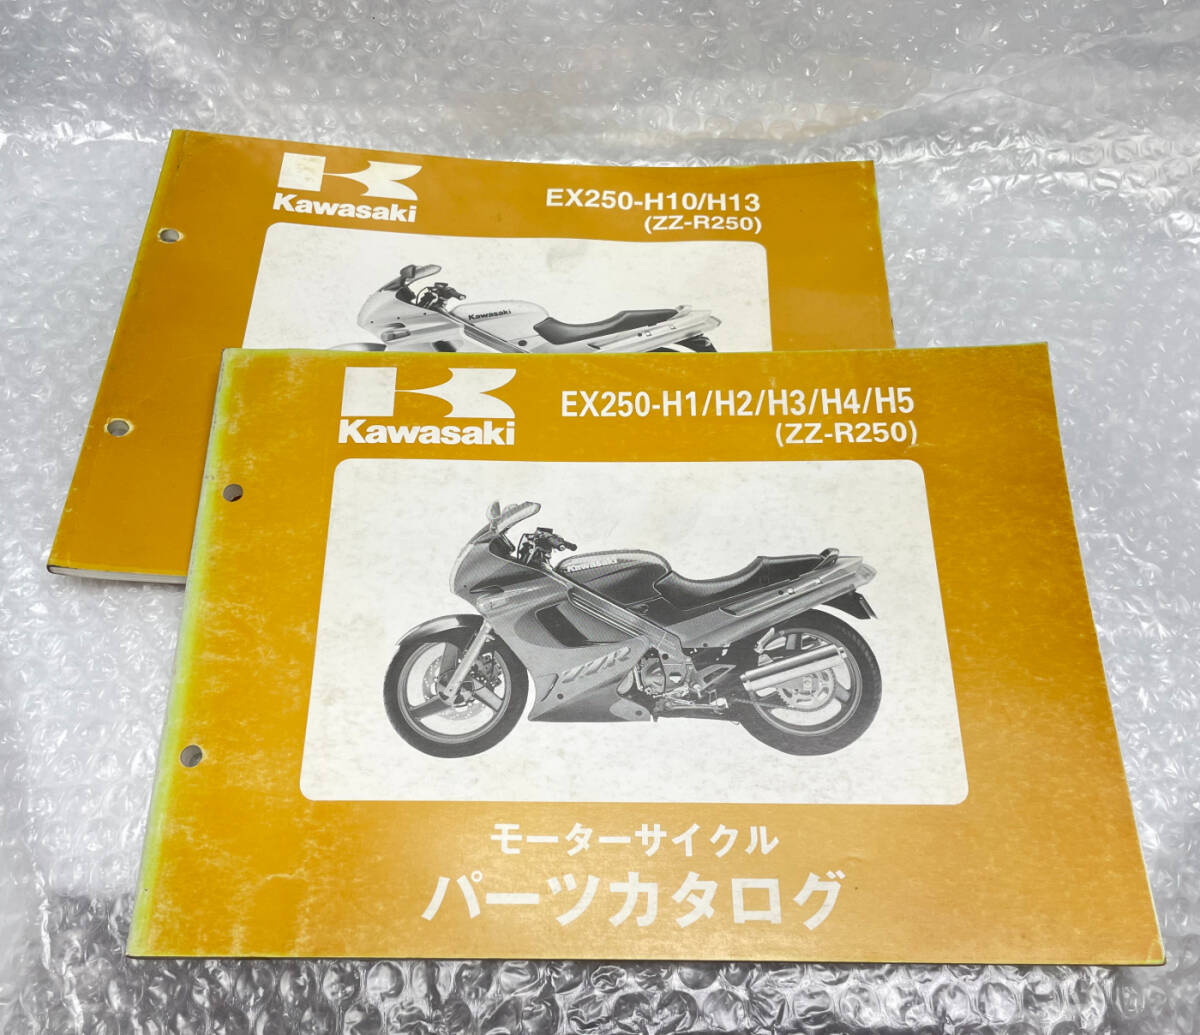 Kawasaki
EX250-H10/H13
(ZZ-R250)
Kawasaki
Kawasaki
EX250-H1/H2/H3/H4/H5
(ZZ-R250)
Kawasaki
ZZR
モーターサイクル
パーツカタログ